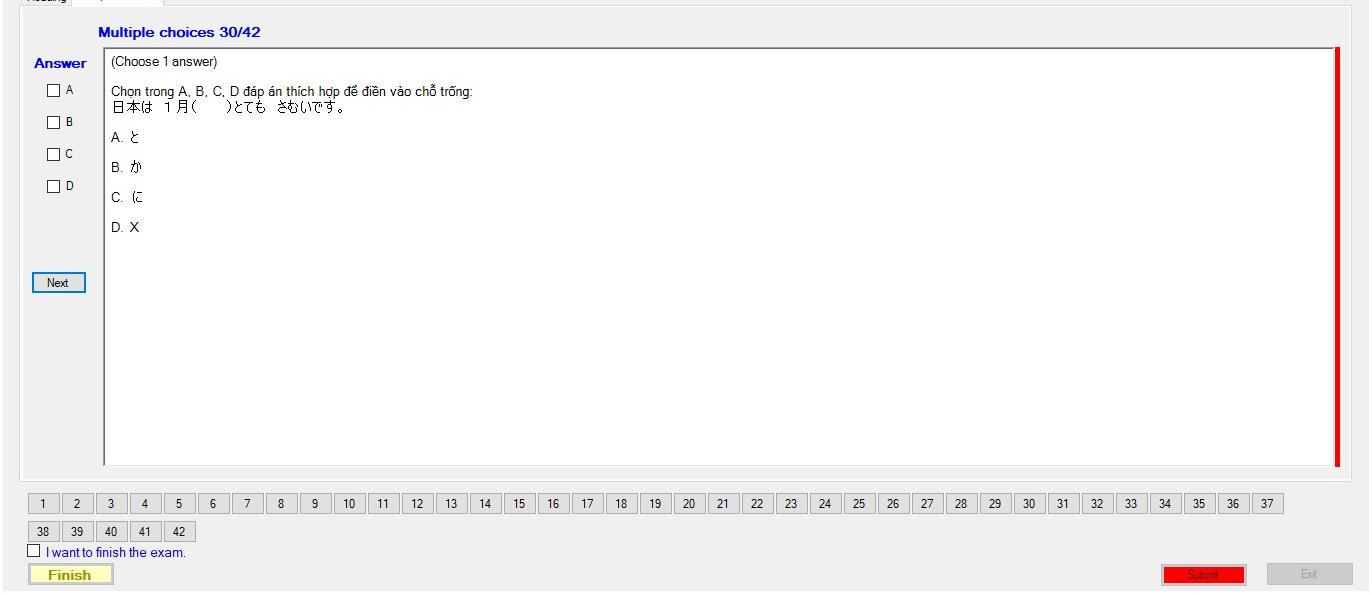 Multiple choices 30/42
Answer
(Choose 1 answer)
A
Chọn trong A, B, C, D đáp án thích hợp để điền vào chỗ trống:
日本は １月(　　)とても さむいです。
B
A. と
C
B. か
D
C. に
D. X
Next
1 2 3 4 5 6 7 8 9 10 11 12 13 14 15 16 17 18 19 20 21 22 23 24 25 26 27 28 29 30 31 32 33 34 35 36 37
38 39 40 41 42
I want to finish the exam.
Finish
Submit
Exit